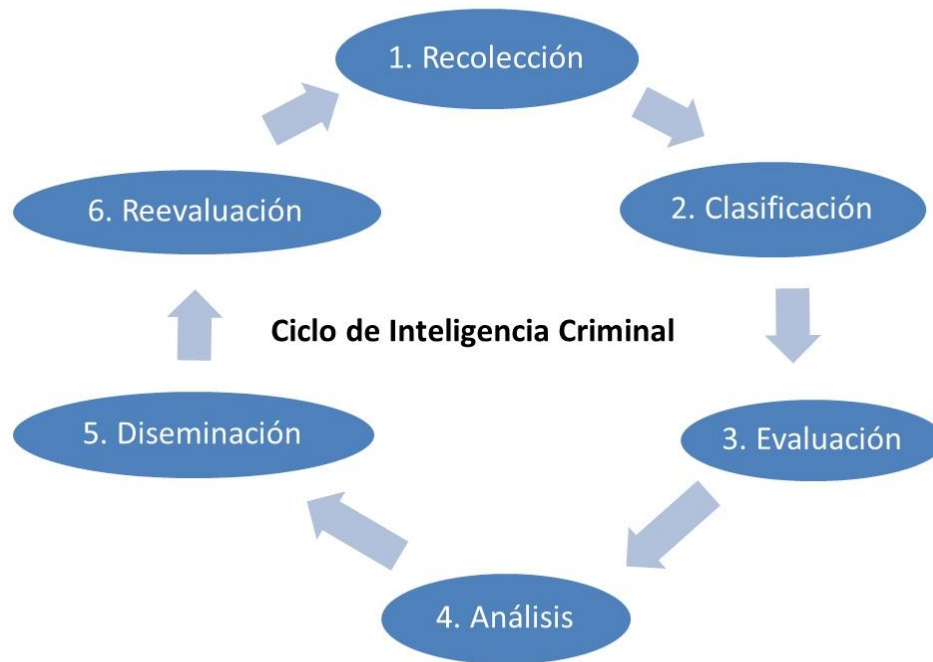 1. Recolección
2. Clasificación
3. Evaluación
4. Análisis
5. Diseminación
6. Reevaluación
Ciclo de Inteligencia Criminal